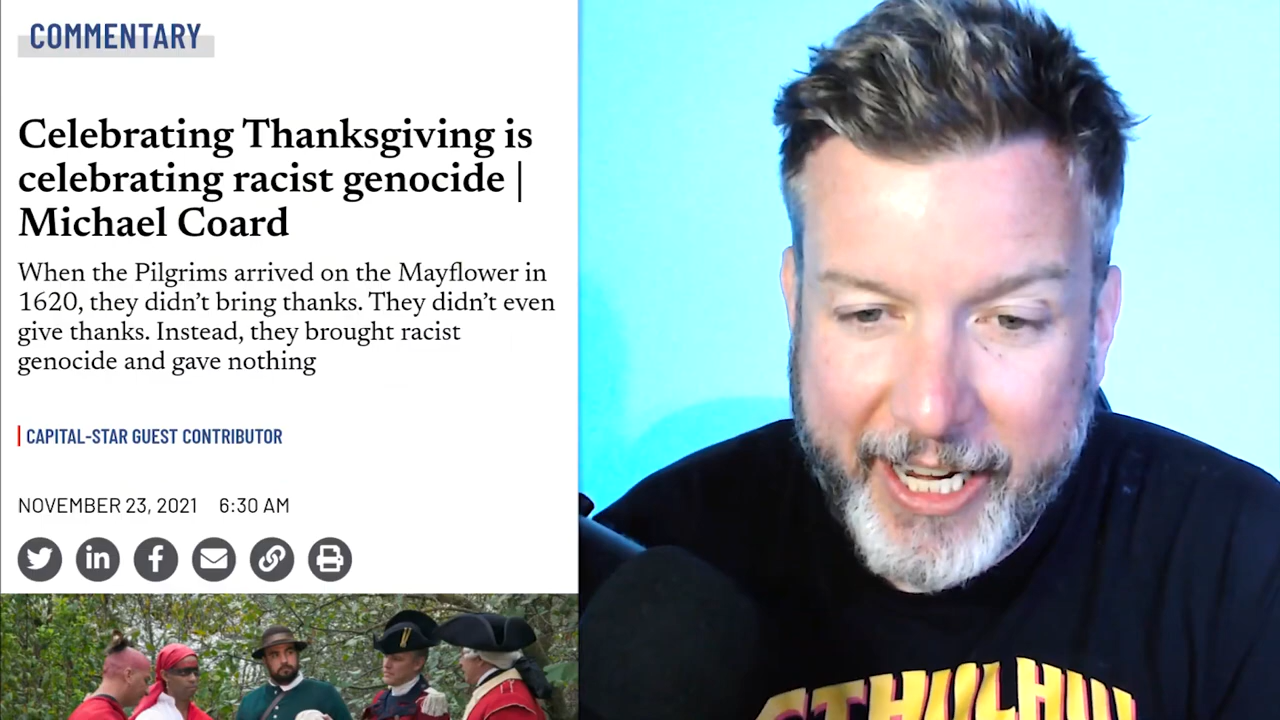 COMMENTARY
Celebrating Thanksgiving is
celebrating racist genocide |
Michael Coard
When the Pilgrims arrived on the Mayflower in
1620, they didn’t bring thanks. They didn’t even
give thanks. Instead, they brought racist
genocide and gave nothing
CAPITAL-STAR GUEST CONTRIBUTOR
NOVEMBER 23, 2021 6:30 AM
CTHULHU